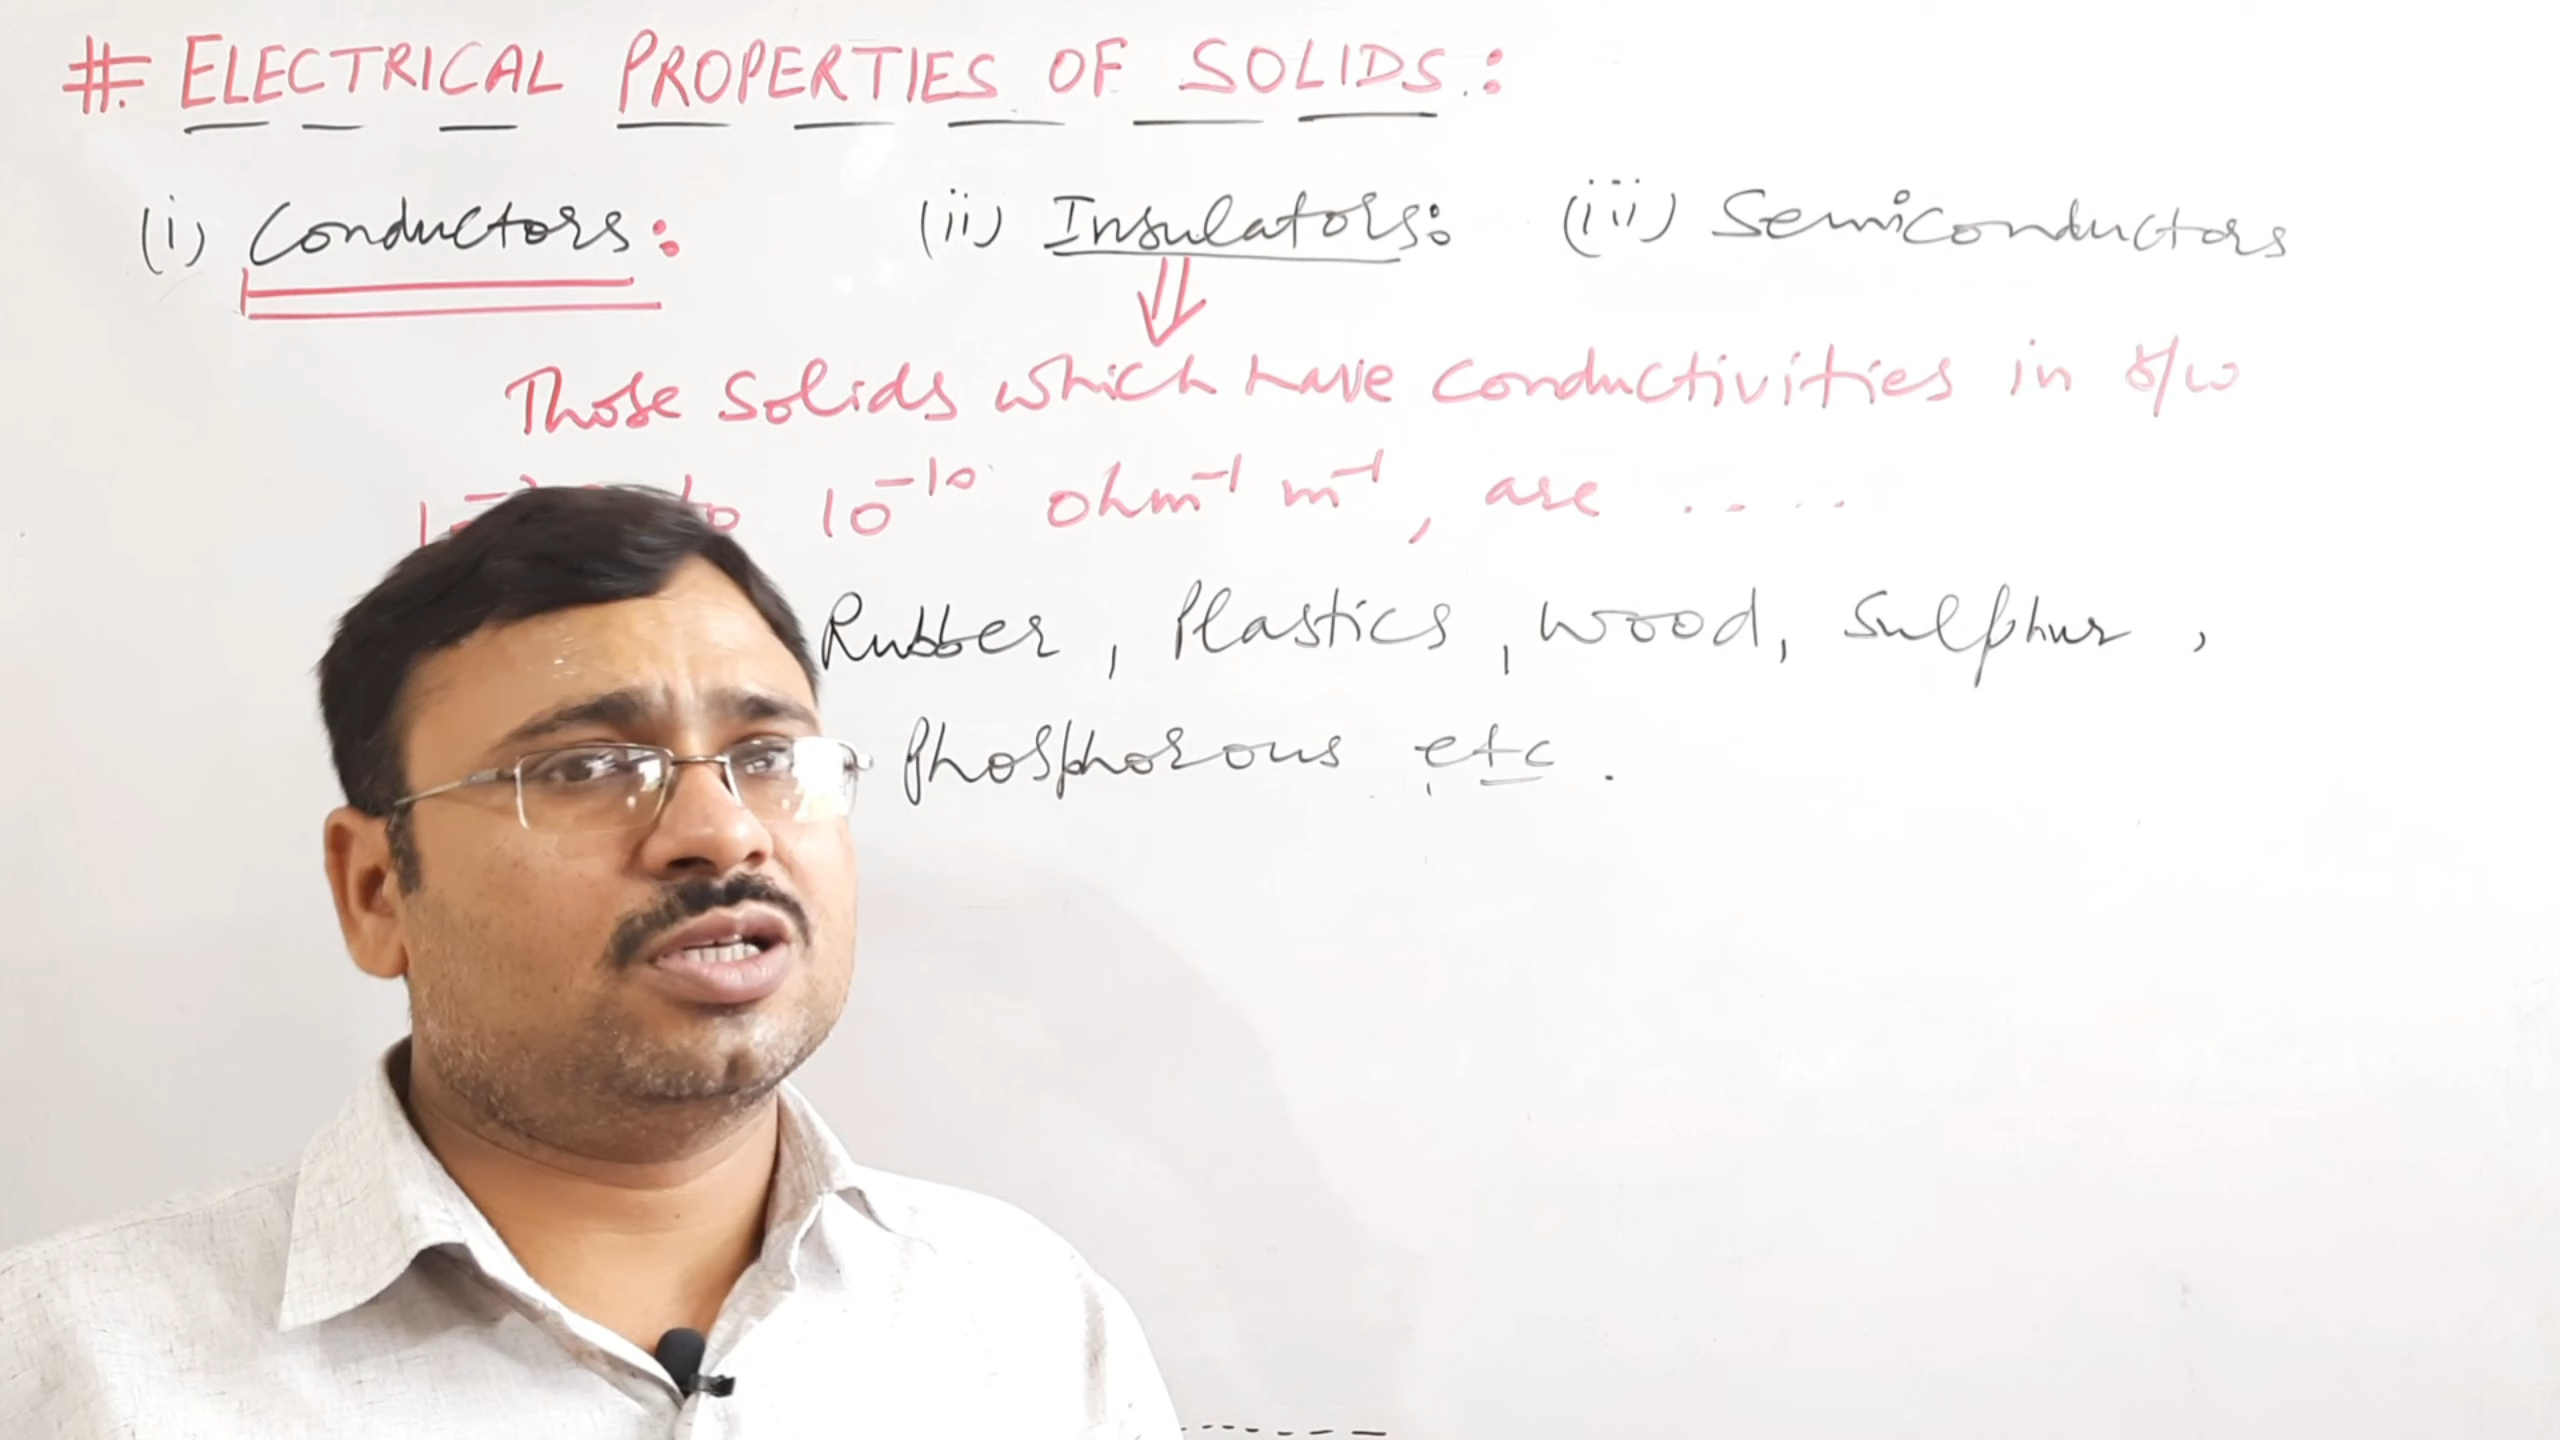 # ELECTRICAL PROPERTIES OF SOLIDS :
(i) Conductors : (ii) Insulators : (iii) Semiconductors
Those solids which have conductivities in b/w
to 10⁻¹⁰ ohm⁻¹ m⁻¹, are ....
Rubber, Plastics, wood, Sulphur,
Phosphorous etc.